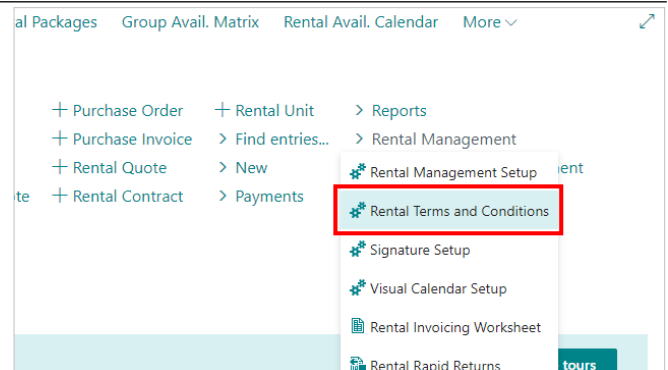 al Packages Group Avail. Matrix Rental Avail. Calendar More
+ Purchase Order + Rental Unit > Reports
+ Purchase Invoice > Find entries... > Rental Management
+ Rental Quote > New ent
te + Rental Contract > Payments
Rental Management Setup
Rental Terms and Conditions
Signature Setup
Visual Calendar Setup
Rental Invoicing Worksheet
Rental Rapid Returns
tours